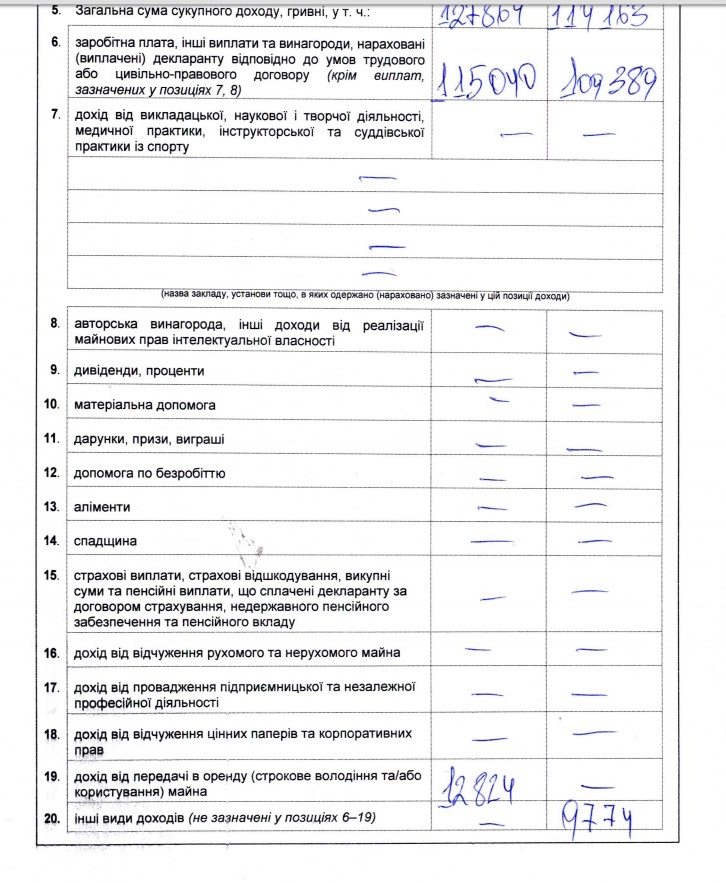 5. Загальна сума сукупного доходу, гривні, у т. ч.: 127864 119163
6. заробітна плата, інші виплати та винагороди, нараховані
(виплачені) декларанту відповідно до умов трудового
або цивільно-правового договору (крім виплат, 115040 109389
зазначених у позиціях 7, 8)
7. дохід від викладацької, наукової і творчої діяльності,
медичної практики, інструкторської та суддівської — —
практики із спорту
—
—
—
—
(назва закладу, установи тощо, в яких одержано (нараховано) зазначені у цій позиції доходи)
8. авторська винагорода, інші доходи від реалізації — —
майнових прав інтелектуальної власності
9. дивіденди, проценти — —
10. матеріальна допомога — —
11. дарунки, призи, виграші — —
12. допомога по безробіттю — —
13. аліменти — —
14. спадщина — —
15. страхові виплати, страхові відшкодування, викупні
суми та пенсійні виплати, що сплачені декларанту за — —
договором страхування, недержавного пенсійного
забезпечення та пенсійного вкладу
16. дохід від відчуження рухомого та нерухомого майна — —
17. дохід від провадження підприємницької та незалежної — —
професійної діяльності
18. дохід від відчуження цінних паперів та корпоративних — —
прав
19. дохід від передачі в оренду (строкове володіння та/або 12824 —
користування) майна
20. інші види доходів (не зазначені у позиціях 6–19) — 9774